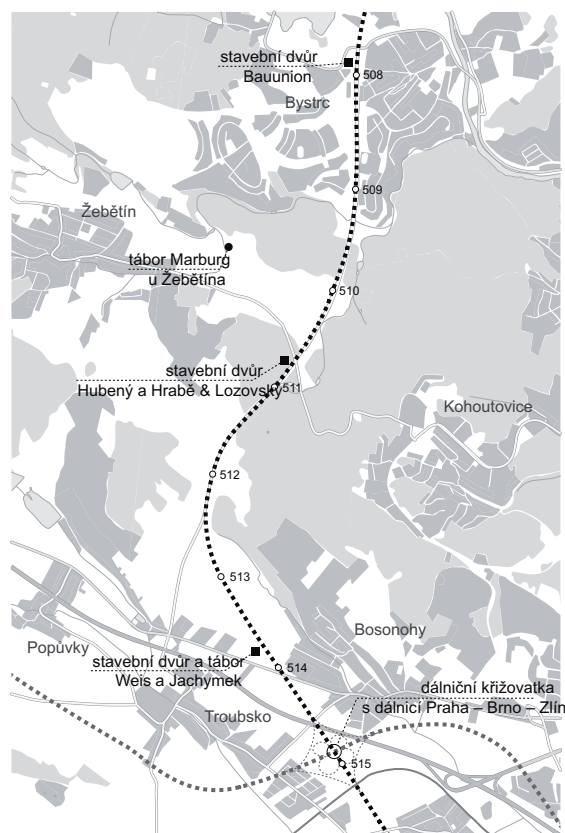 stavební dvůr
Bauunion
508
Bystrc
509
Žebětín
tábor Marburg
u Žebětína
510
stavební dvůr
Hubený a Hrabě & Lozovský
511
Kohoutovice
512
513
Bosonohy
Popůvky
stavební dvůr a tábor
Weis a Jachymek
514
dálniční křižovatka
s dálnicí Praha – Brno – Zlín
Troubsko
515